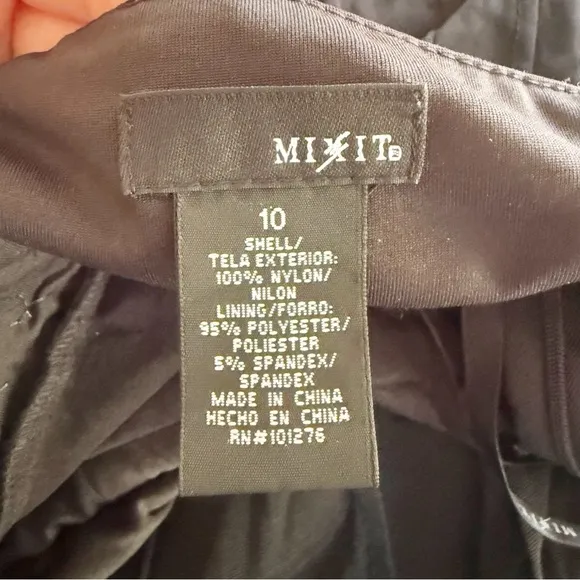 MIXIT
10
SHELL/
TELA EXTERIOR:
100% NYLON/
NILON
LINING/FORRO:
95% POLYESTER/
POLIESTER
5% SPANDEX/
SPANDEX
MADE IN CHINA
HECHO EN CHINA
RN#101276
MIXIT